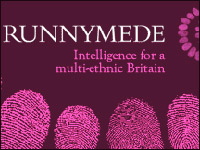 RUNNYMEDE
Intelligence for a
multi-ethnic Britain